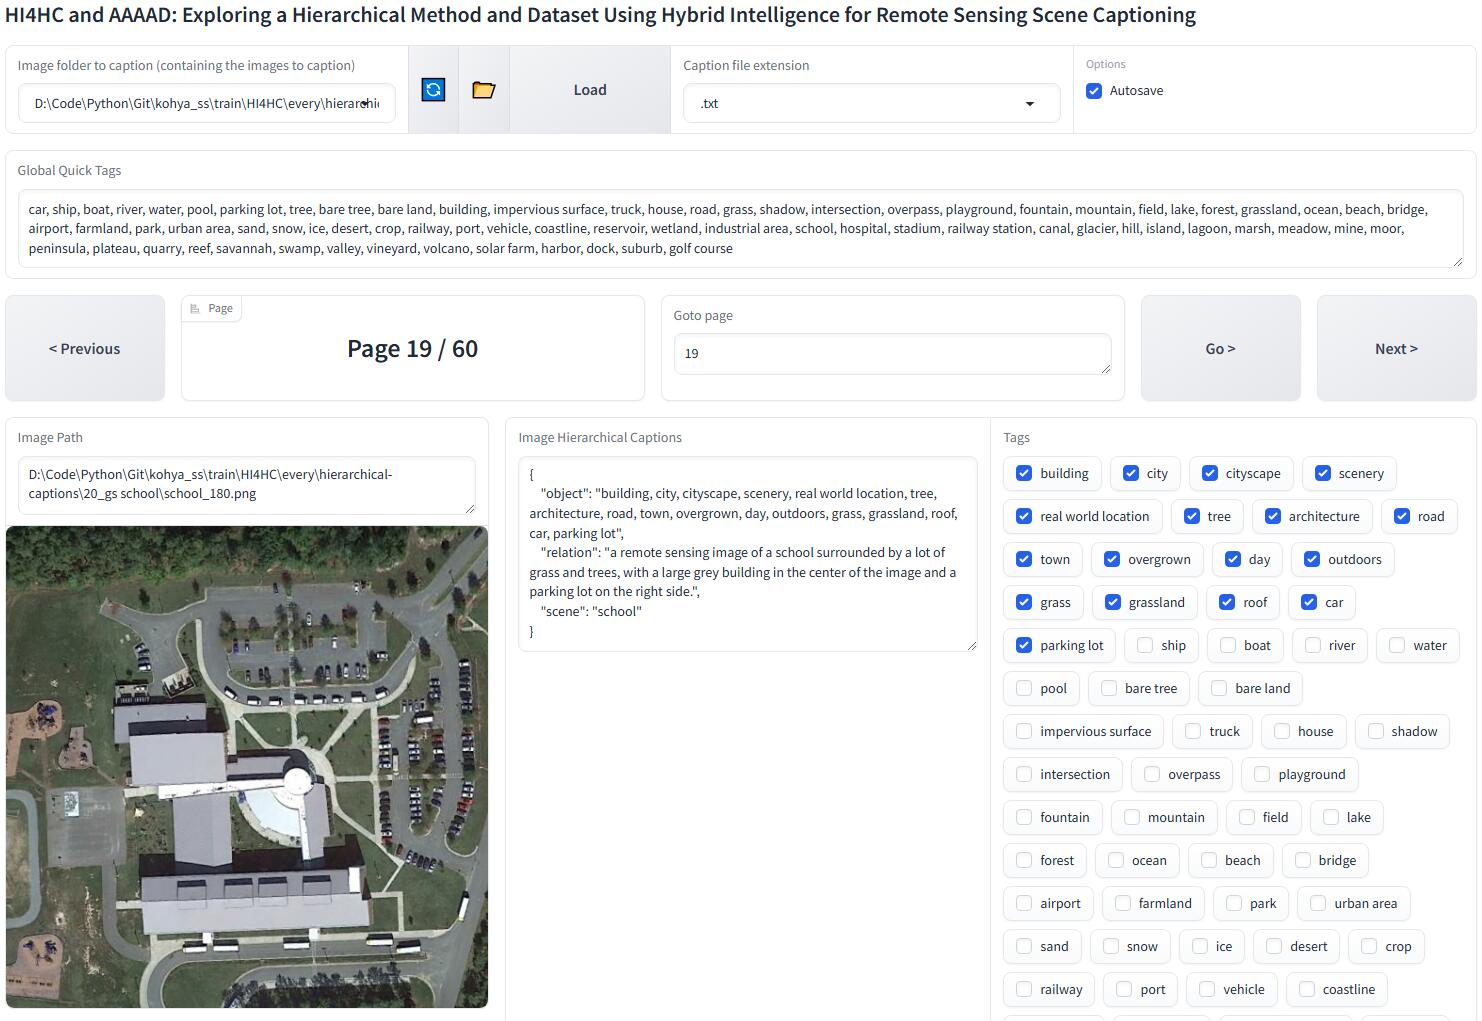 HI4HC and AAAAD: Exploring a Hierarchical Method and Dataset Using Hybrid Intelligence for Remote Sensing Scene Captioning
Image folder to caption (containing the images to caption)
D:\Code\Python\Git\kohya_ss\train\HI4HC\every\hierarchic
Load
Caption file extension
.txt
Options
Autosave
Global Quick Tags
car, ship, boat, river, water, pool, parking lot, tree, bare tree, bare land, building, impervious surface, truck, house, road, grass, shadow, intersection, overpass, playground, fountain, mountain, field, lake, forest, grassland, ocean, beach, bridge,
airport, farmland, park, urban area, sand, snow, ice, desert, crop, railway, port, vehicle, coastline, reservoir, wetland, industrial area, school, hospital, stadium, railway station, canal, glacier, hill, island, lagoon, marsh, meadow, mine, moor,
peninsula, plateau, quarry, reef, savannah, swamp, valley, vineyard, volcano, solar farm, harbor, dock, suburb, golf course
< Previous
Page
Page 19 / 60
Goto page
19
Go >
Next >
Image Path
D:\Code\Python\Git\kohya_ss\train\HI4HC\every\hierarchical-
captions\20_gs school\school_180.png
Image Hierarchical Captions
{
"object": "building, city, cityscape, scenery, real world location, tree,
architecture, road, town, overgrown, day, outdoors, grass, grassland, roof,
car, parking lot",
"relation": "a remote sensing image of a school surrounded by a lot of
grass and trees, with a large grey building in the center of the image and a
parking lot on the right side.",
"scene": "school"
}
Tags
building city cityscape scenery
real world location tree architecture road
town overgrown day outdoors
grass grassland roof car
parking lot ship boat river water
pool bare tree bare land
impervious surface truck house shadow
intersection overpass playground
fountain mountain field lake
forest ocean beach bridge
airport farmland park urban area
sand snow ice desert crop
railway port vehicle coastline